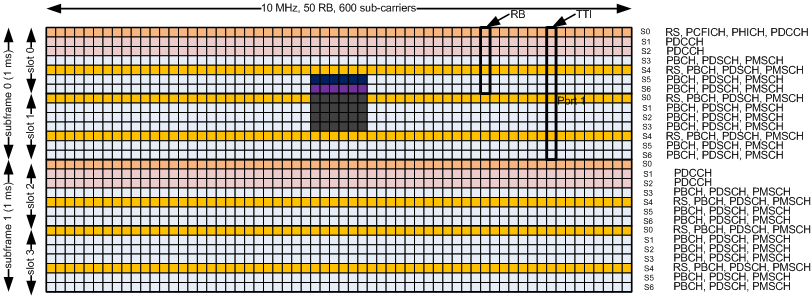 10 MHz, 50 RB, 600 sub-carriers
RB
TTI
subframe 0 (1 ms)
slot 0
slot 1
subframe 1 (1 ms)
slot 2
slot 3
Port 1
S0 RS, PCFICH, PHICH, PDCCH
S1 PDCCH
S2 PDCCH
S3 PBCH, PDSCH, PMSCH
S4 RS, PBCH, PDSCH, PMSCH
S5 PBCH, PDSCH, PMSCH
S6 PBCH, PDSCH, PMSCH
S0 RS, PBCH, PDSCH, PMSCH
S1 PBCH, PDSCH, PMSCH
S2 PBCH, PDSCH, PMSCH
S3 PBCH, PDSCH, PMSCH
S4 RS, PBCH, PDSCH, PMSCH
S5 PBCH, PDSCH, PMSCH
S6 PBCH, PDSCH, PMSCH
S0
S1 PDCCH
S2 PDCCH
S3 PBCH, PDSCH, PMSCH
S4 RS, PBCH, PDSCH, PMSCH
S5 PBCH, PDSCH, PMSCH
S6 PBCH, PDSCH, PMSCH
S0 RS, PBCH, PDSCH, PMSCH
S1 PBCH, PDSCH, PMSCH
S2 PBCH, PDSCH, PMSCH
S3 PBCH, PDSCH, PMSCH
S4 RS, PBCH, PDSCH, PMSCH
S5 PBCH, PDSCH, PMSCH
S6 PBCH, PDSCH, PMSCH